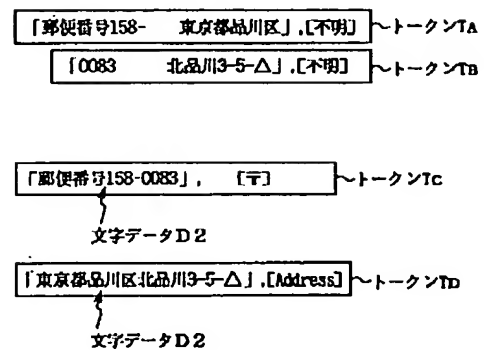 「郵便番号158-　　東京都品川区」,[不明] ～トークンTA
「0083　　北品川3-5-△」,[不明] ～トークンTB
「郵便番号158-0083」,　[〒] ～トークンTC
文字データD2
「東京都品川区北品川3-5-△」,[Address] ～トークンTD
文字データD2